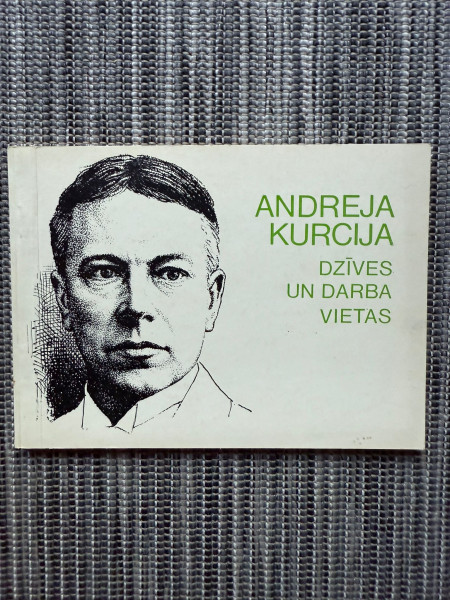 ANDREJA
KURCIJA
DZĪVES
UN DARBA
VIETAS